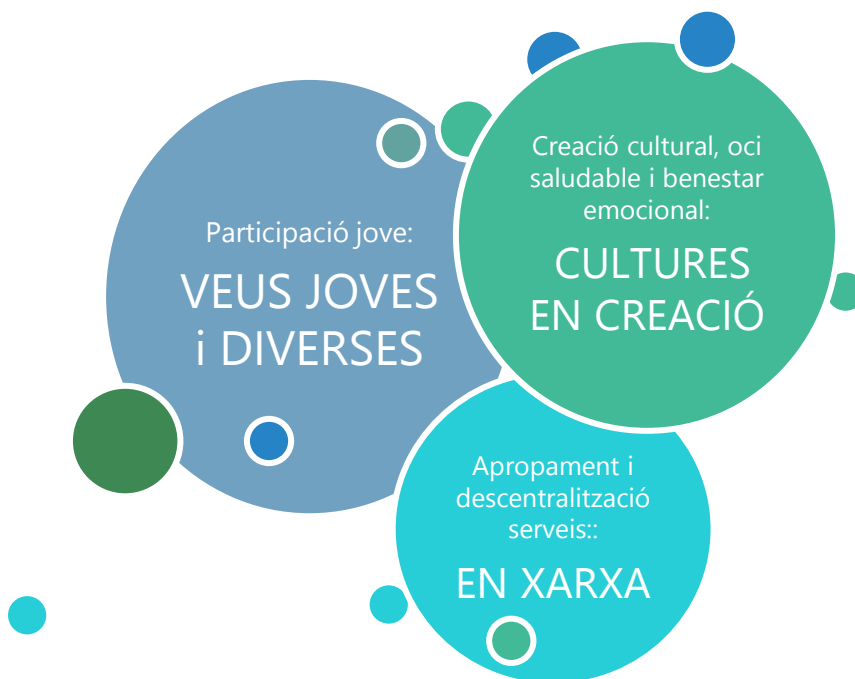 Participació jove:
VEUS JOVES
i DIVERSES
Creació cultural, oci
saludable i benestar
emocional:
CULTURES
EN CREACIÓ
Apropament i
descentralització
serveis::
EN XARXA